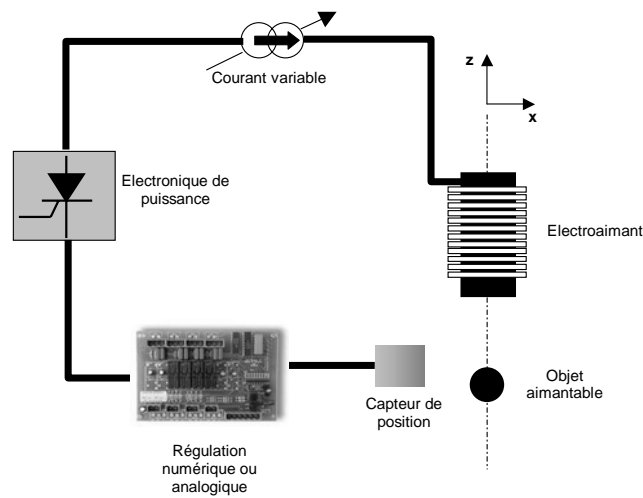 Courant variable
z
x
Electronique de
puissance
Electroaimant
Capteur de
position
Objet
aimantable
Régulation
numérique ou
analogique